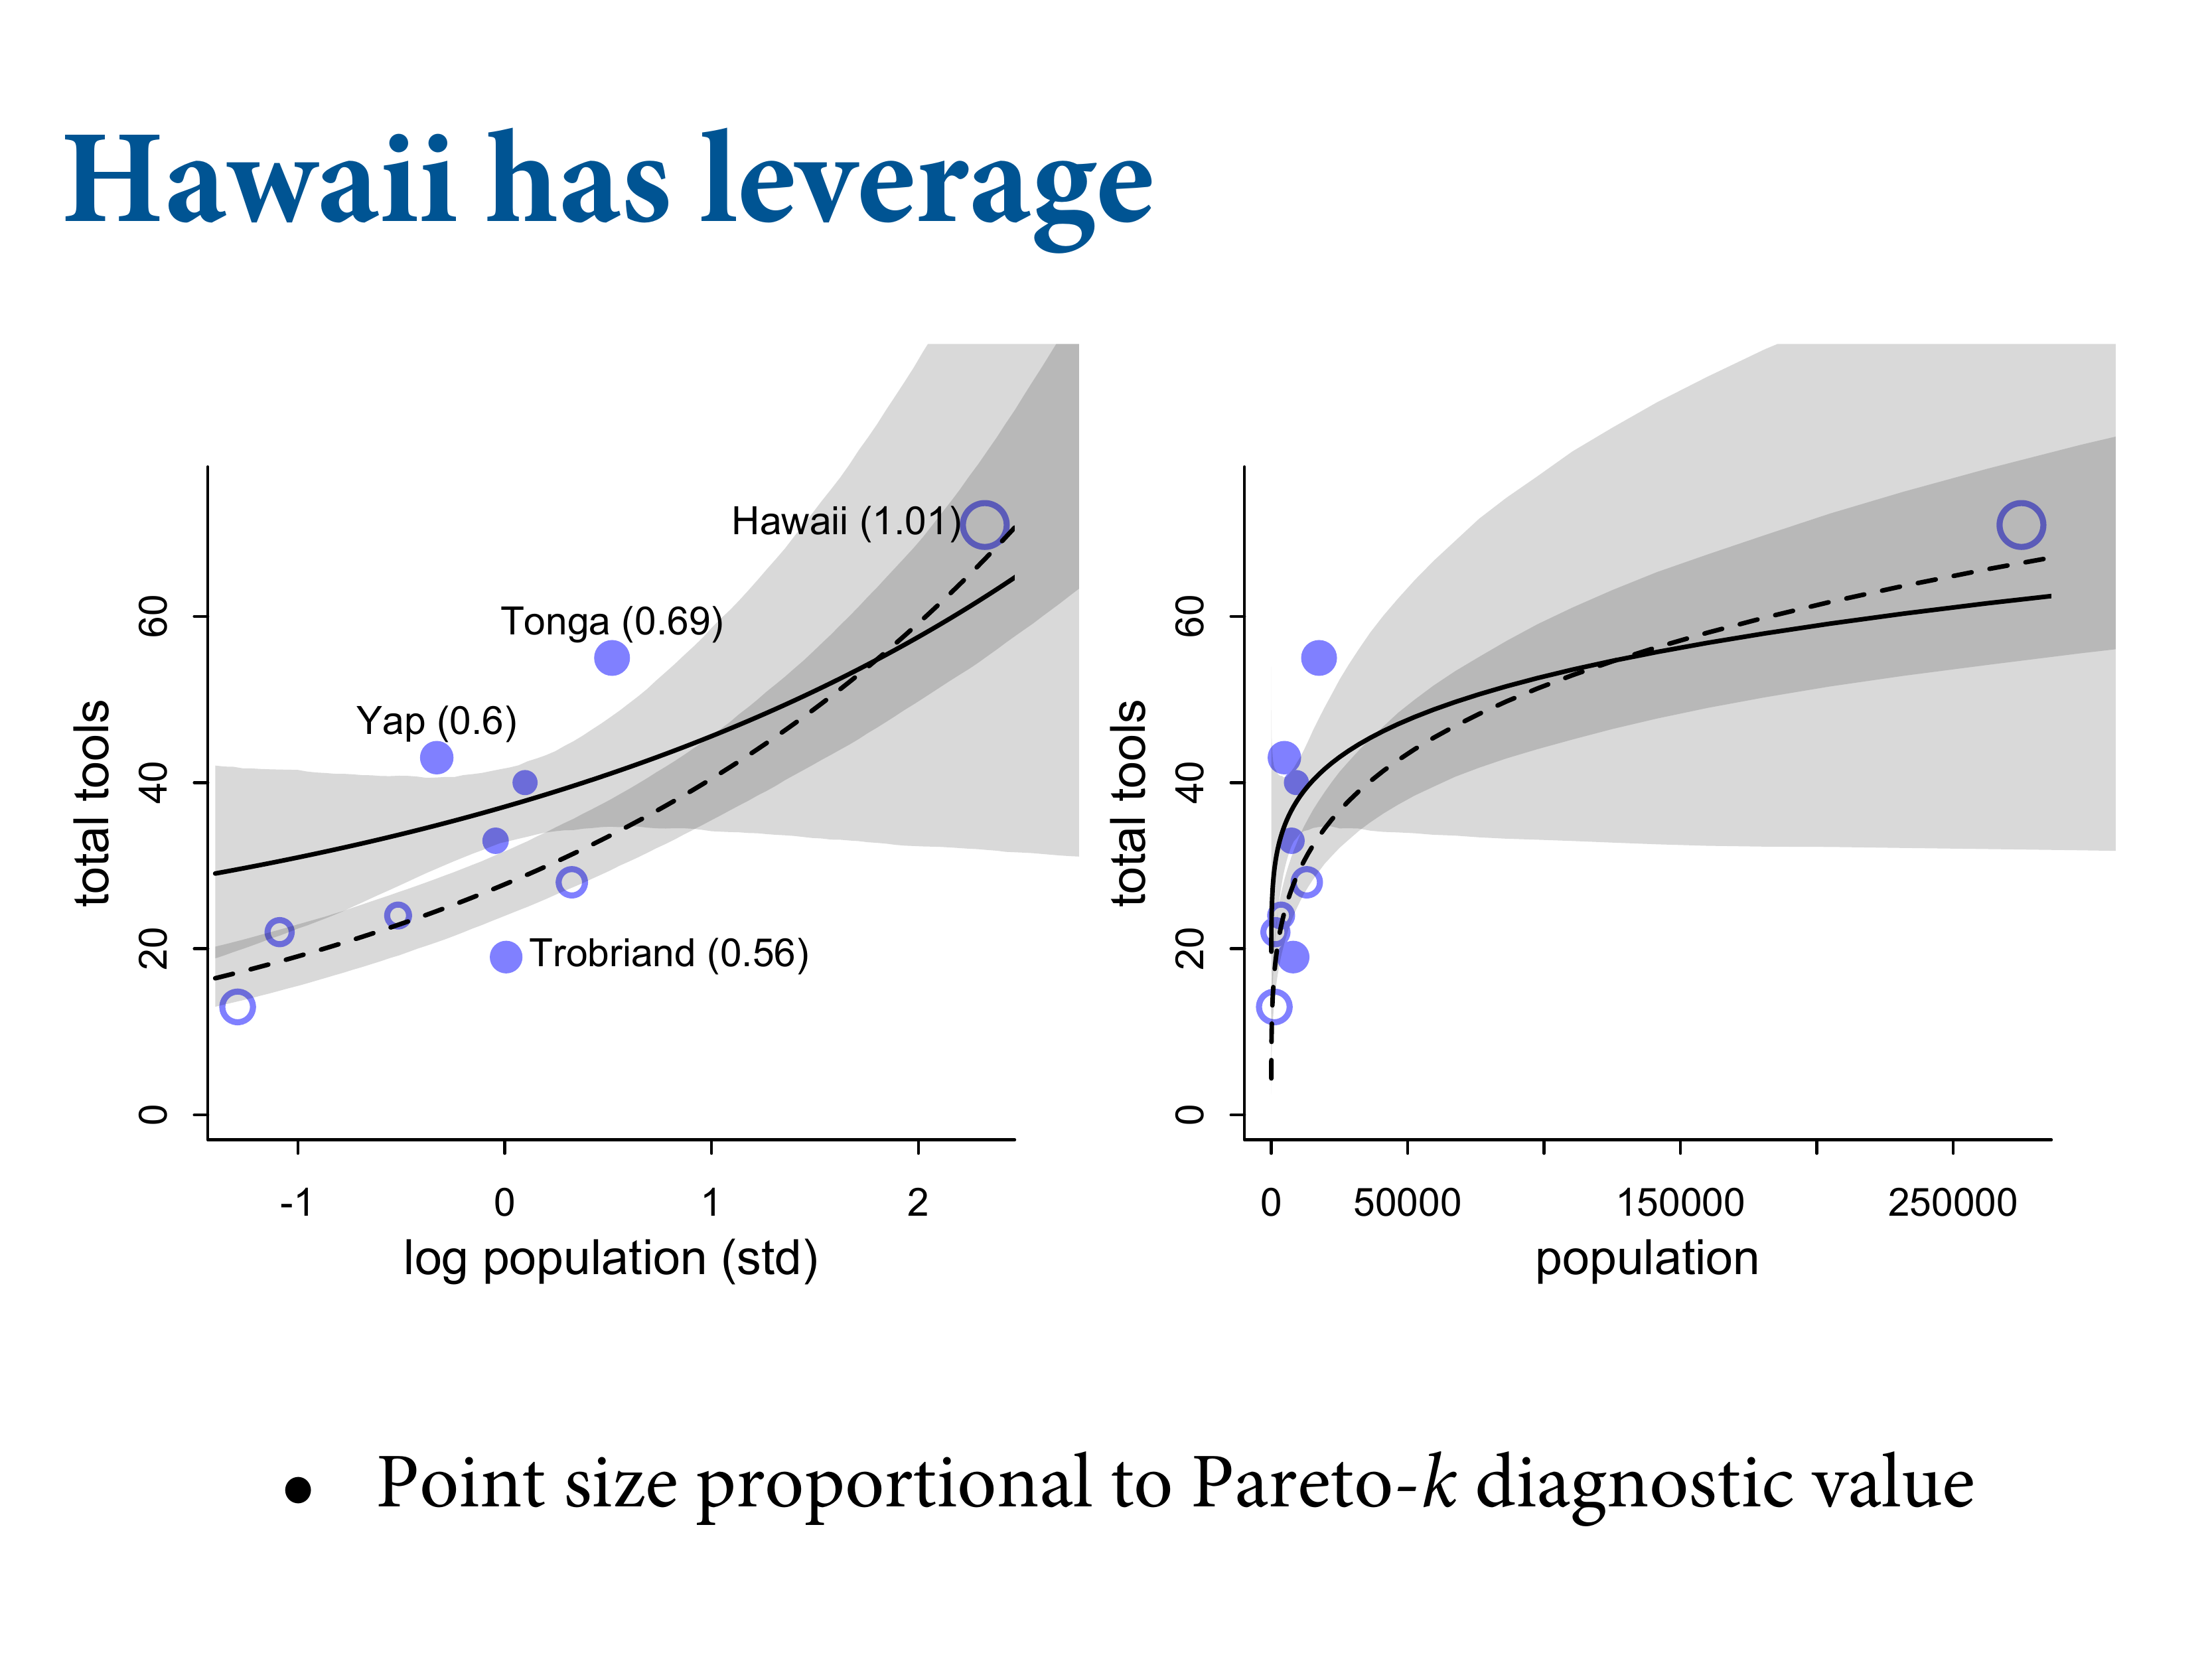 Hawaii has leverage
total tools
0
20
40
60
Hawaii (1.01)
Tonga (0.69)
Yap (0.6)
Trobriand (0.56)
-1
0
1
2
log population (std)
total tools
0
20
40
60
0
50000
150000
250000
population
• Point size proportional to Pareto-k diagnostic value